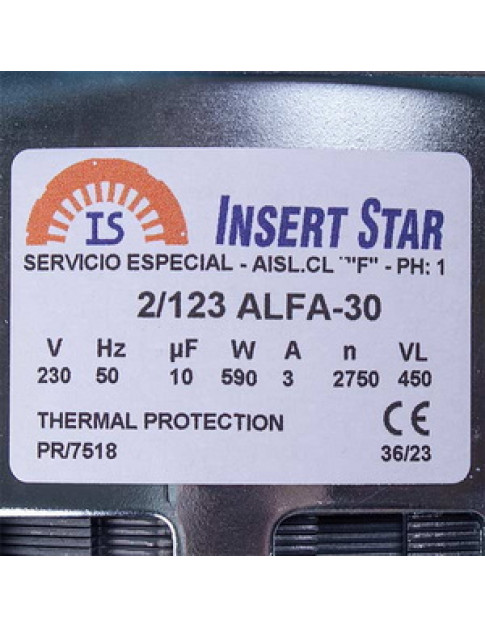 IS INSERT STAR
SERVICIO ESPECIAL - AISL.CL ""F" - PH: 1
2/123 ALFA-30
V Hz µF W A n VL
230 50 10 590 3 2750 450
THERMAL PROTECTION CE
PR/7518 36/23